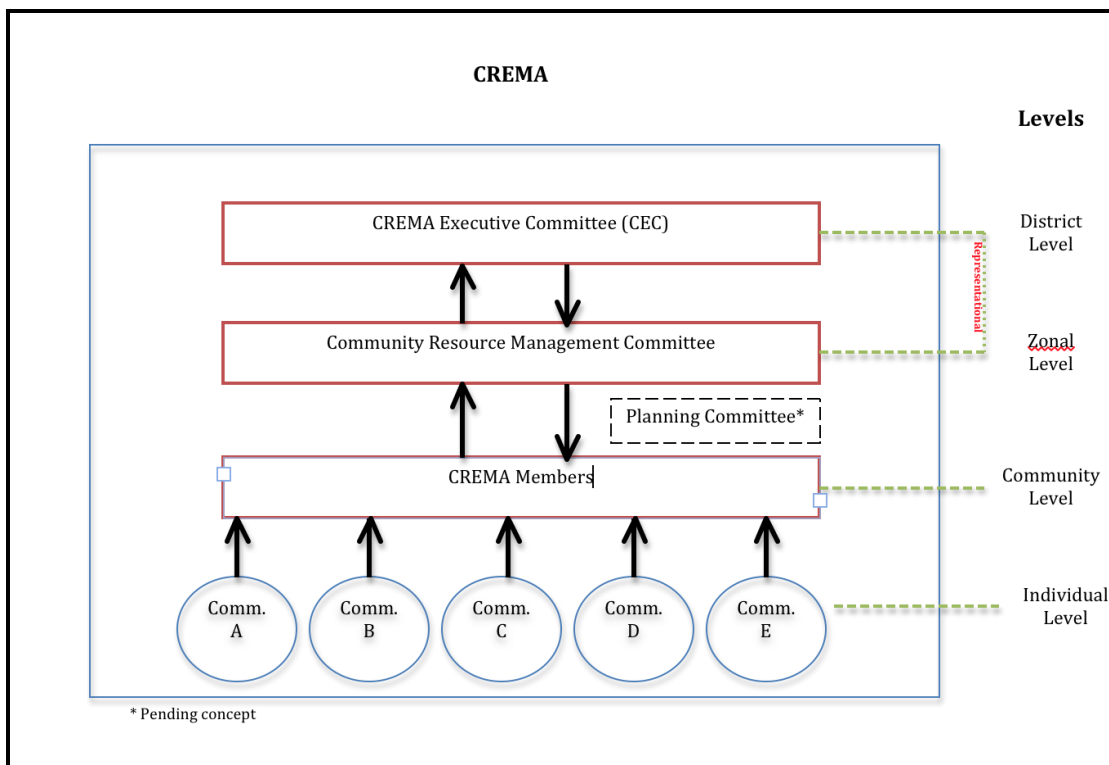 CREMA
Levels
CREMA Executive Committee (CEC)
District
Level
Representational
Community Resource Management Committee
Zonal
Level
Planning Committee*
CREMA Members
Community
Level
Individual
Level
Comm.
A
Comm.
B
Comm.
C
Comm.
D
Comm.
E
* Pending concept